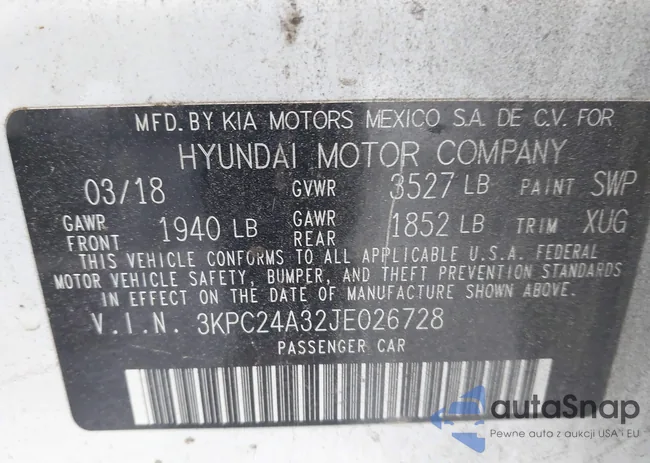 MFD. BY KIA MOTORS MEXICO S.A. DE C.V. FOR
HYUNDAI MOTOR COMPANY
03/18 GVWR 3527 LB PAINT SWP
GAWR FRONT 1940 LB GAWR REAR 1852 LB TRIM XUG
THIS VEHICLE CONFORMS TO ALL APPLICABLE U.S.A. FEDERAL
MOTOR VEHICLE SAFETY, BUMPER, AND THEFT PREVENTION STANDARDS
IN EFFECT ON THE DATE OF MANUFACTURE SHOWN ABOVE.
V.I.N. 3KPC24A32JE026728
PASSENGER CAR
autoSnap
Pewne auto z aukcji USA i EU